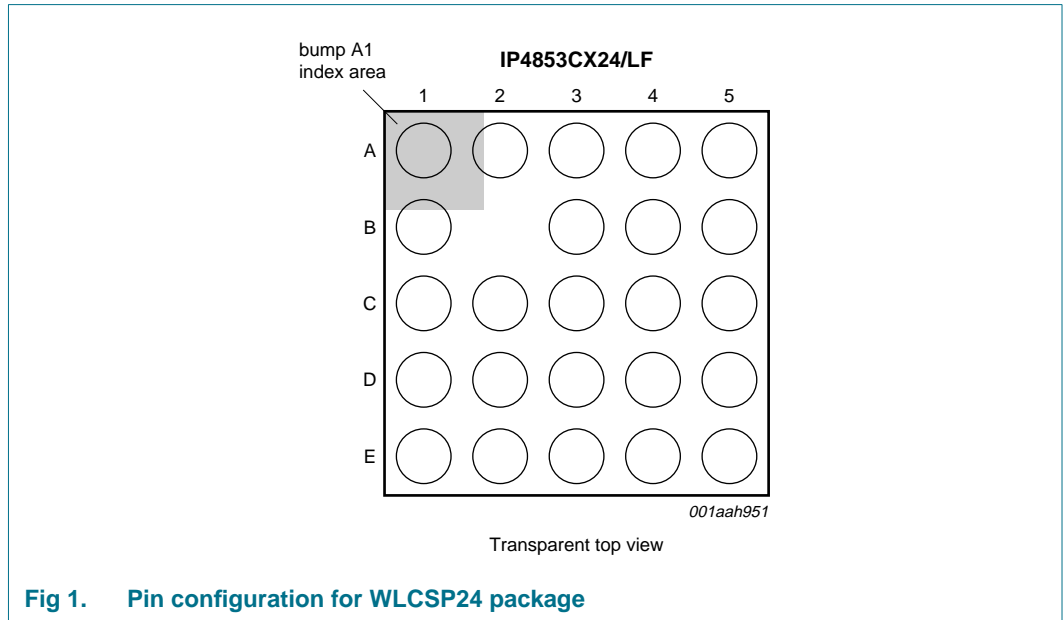 bump A1
index area
IP4853CX24/LF
1 2 3 4 5
A
B
C
D
E
001aah951
Transparent top view
Fig 1. Pin configuration for WLCSP24 package